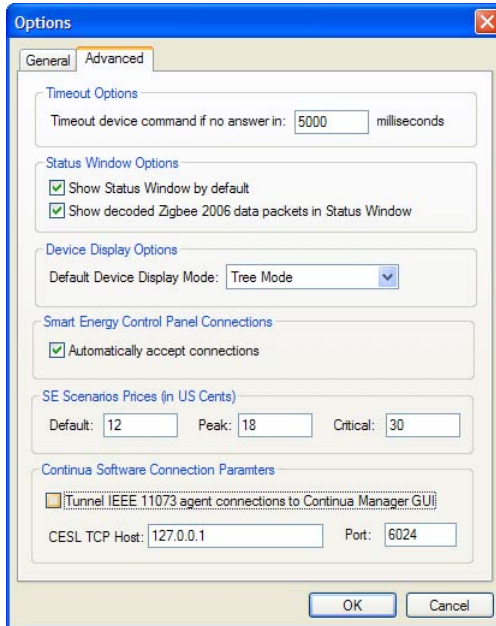 Options
General Advanced
Timeout Options
Timeout device command if no answer in: 5000 milliseconds
Status Window Options
Show Status Window by default
Show decoded Zigbee 2006 data packets in Status Window
Device Display Options
Default Device Display Mode: Tree Mode
Smart Energy Control Panel Connections
Automatically accept connections
SE Scenarios Prices (in US Cents)
Default: 12 Peak: 18 Critical: 30
Continua Software Connection Paramters
Tunnel IEEE 11073 agent connections to Continua Manager GUI
CESL TCP Host: 127.0.0.1 Port: 6024
OK Cancel